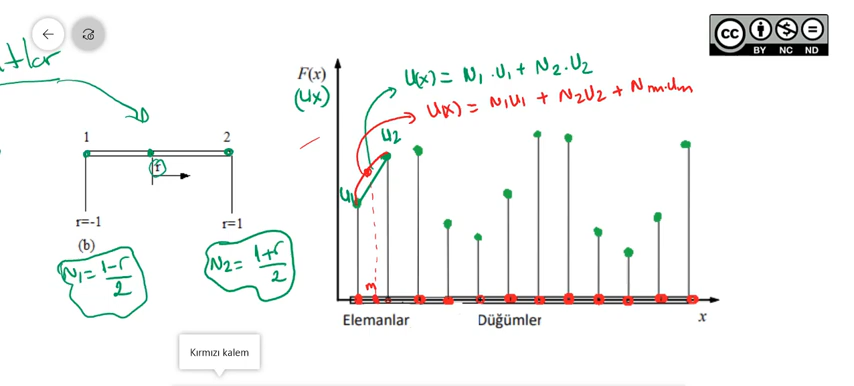 cc BY NC ND
atlar
F(x)
(Ux)
U(x) = N₁ . U₁ + N₂ . U₂
U(x) = N₁U₁ + N₂U₂ + Nm.Um
1
2
r
r=-1
r=1
(b)
N₁ = 1-r / 2
N₂ = 1+r / 2
U₁
U₂
m
Elemanlar
Düğümler
x
Kırmızı kalem